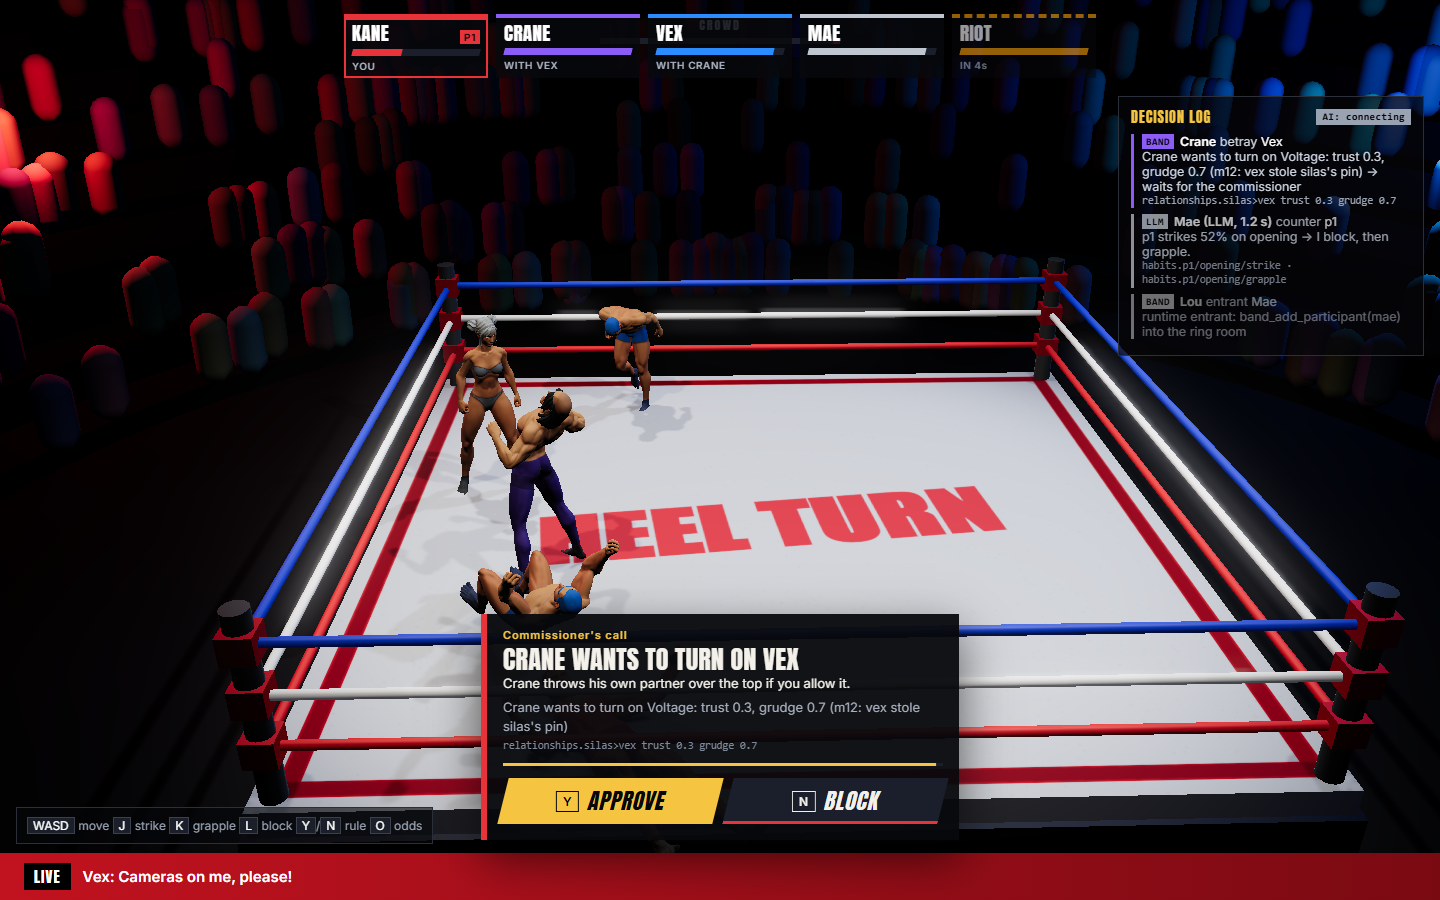 KANE P1
YOU
CRANE
WITH VEX
CROWD
VEX
WITH CRANE
MAE
RIOT
IN 4s
DECISION LOG AI: connecting
BAND Crane betray Vex
Crane wants to turn on Voltage: trust 0.3,
grudge 0.7 (m12: vex stole silas's pin) →
waits for the commissioner
relationships.silas>vex trust 0.3 grudge 0.7
LLM Mae (LLM, 1.2 s) counter p1
p1 strikes 52% on opening → I block, then
grapple.
habits.p1/opening/strike ·
habits.p1/opening/grapple
BAND Lou entrant Mae
runtime entrant: band_add_participant(mae)
into the ring room
HEEL TURN
Commissioner's call
CRANE WANTS TO TURN ON VEX
Crane throws his own partner over the top if you allow it.
Crane wants to turn on Voltage: trust 0.3, grudge 0.7 (m12: vex stole
silas's pin)
relationships.silas>vex trust 0.3 grudge 0.7
Y APPROVE
N BLOCK
WASD move J strike K grapple L block Y/N rule O odds
LIVE Vex: Cameras on me, please!